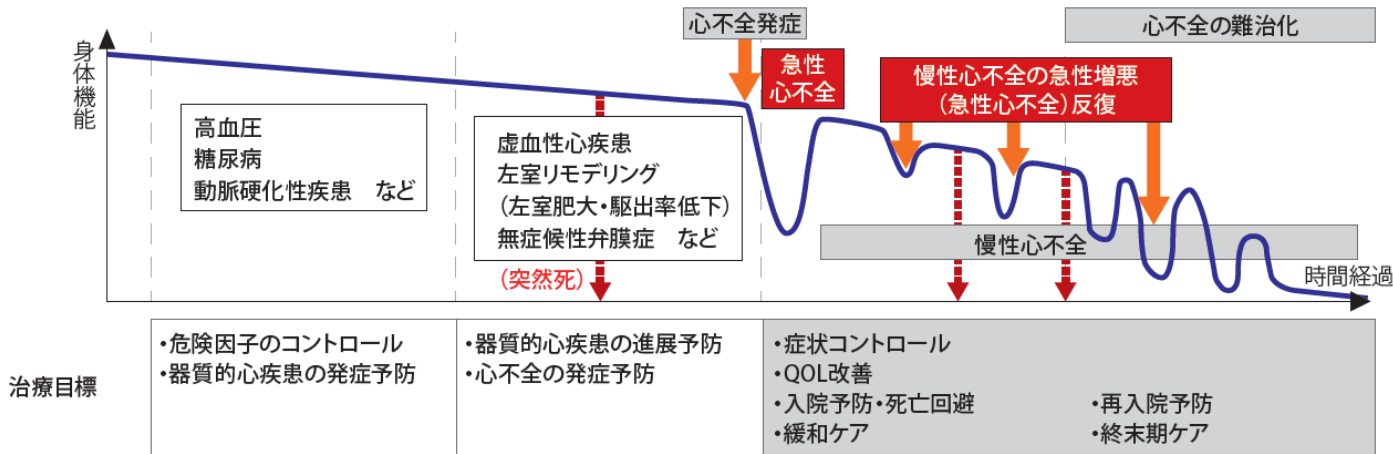 心不全発症
心不全の難治化
身体機能
急性
心不全
慢性心不全の急性増悪
(急性心不全)反復
高血圧
糖尿病
動脈硬化性疾患 など
虚血性心疾患
左室リモデリング
(左室肥大・駆出率低下)
無症候性弁膜症 など
(突然死)
慢性心不全
時間経過
治療目標
・危険因子のコントロール
・器質的心疾患の発症予防
・器質的心疾患の進展予防
・心不全の発症予防
・症状コントロール
・QOL改善
・入院予防・死亡回避
・緩和ケア
・再入院予防
・終末期ケア